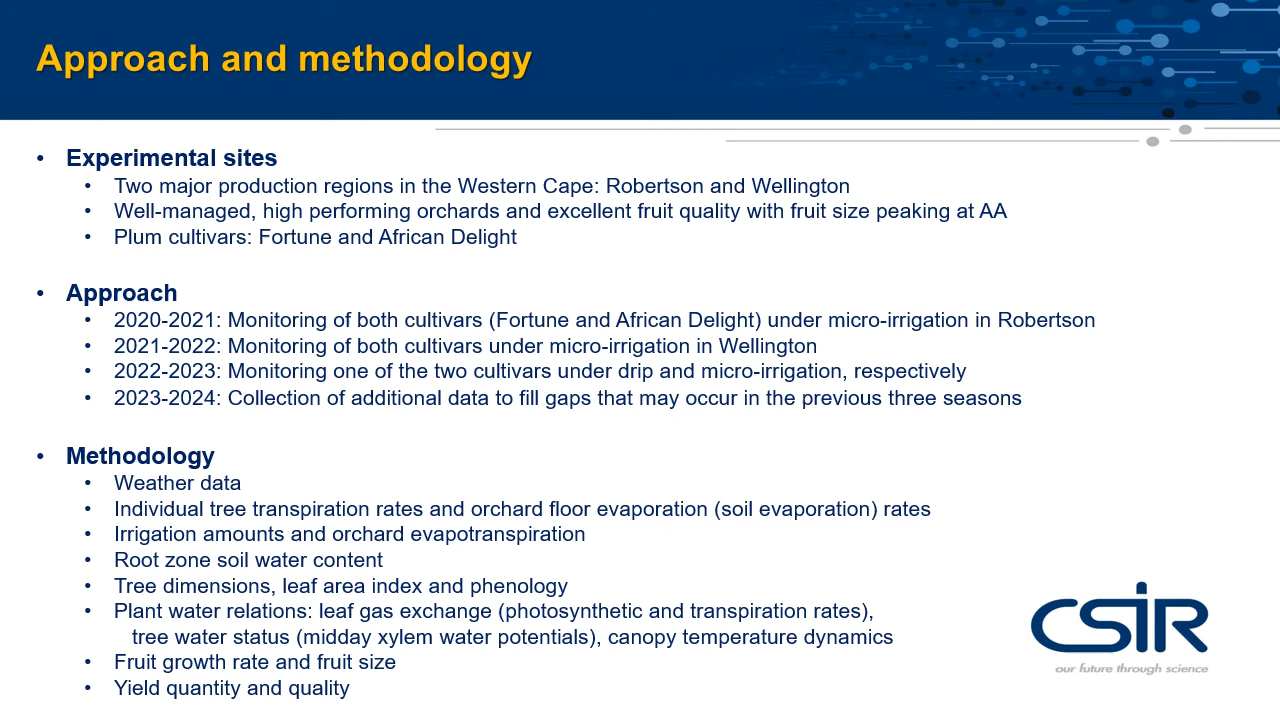 Approach and methodology
• Experimental sites
• Two major production regions in the Western Cape: Robertson and Wellington
• Well-managed, high performing orchards and excellent fruit quality with fruit size peaking at AA
• Plum cultivars: Fortune and African Delight
• Approach
• 2020-2021: Monitoring of both cultivars (Fortune and African Delight) under micro-irrigation in Robertson
• 2021-2022: Monitoring of both cultivars under micro-irrigation in Wellington
• 2022-2023: Monitoring one of the two cultivars under drip and micro-irrigation, respectively
• 2023-2024: Collection of additional data to fill gaps that may occur in the previous three seasons
• Methodology
• Weather data
• Individual tree transpiration rates and orchard floor evaporation (soil evaporation) rates
• Irrigation amounts and orchard evapotranspiration
• Root zone soil water content
• Tree dimensions, leaf area index and phenology
• Plant water relations: leaf gas exchange (photosynthetic and transpiration rates),
tree water status (midday xylem water potentials), canopy temperature dynamics
• Fruit growth rate and fruit size
• Yield quantity and quality
CSIR
our future through science